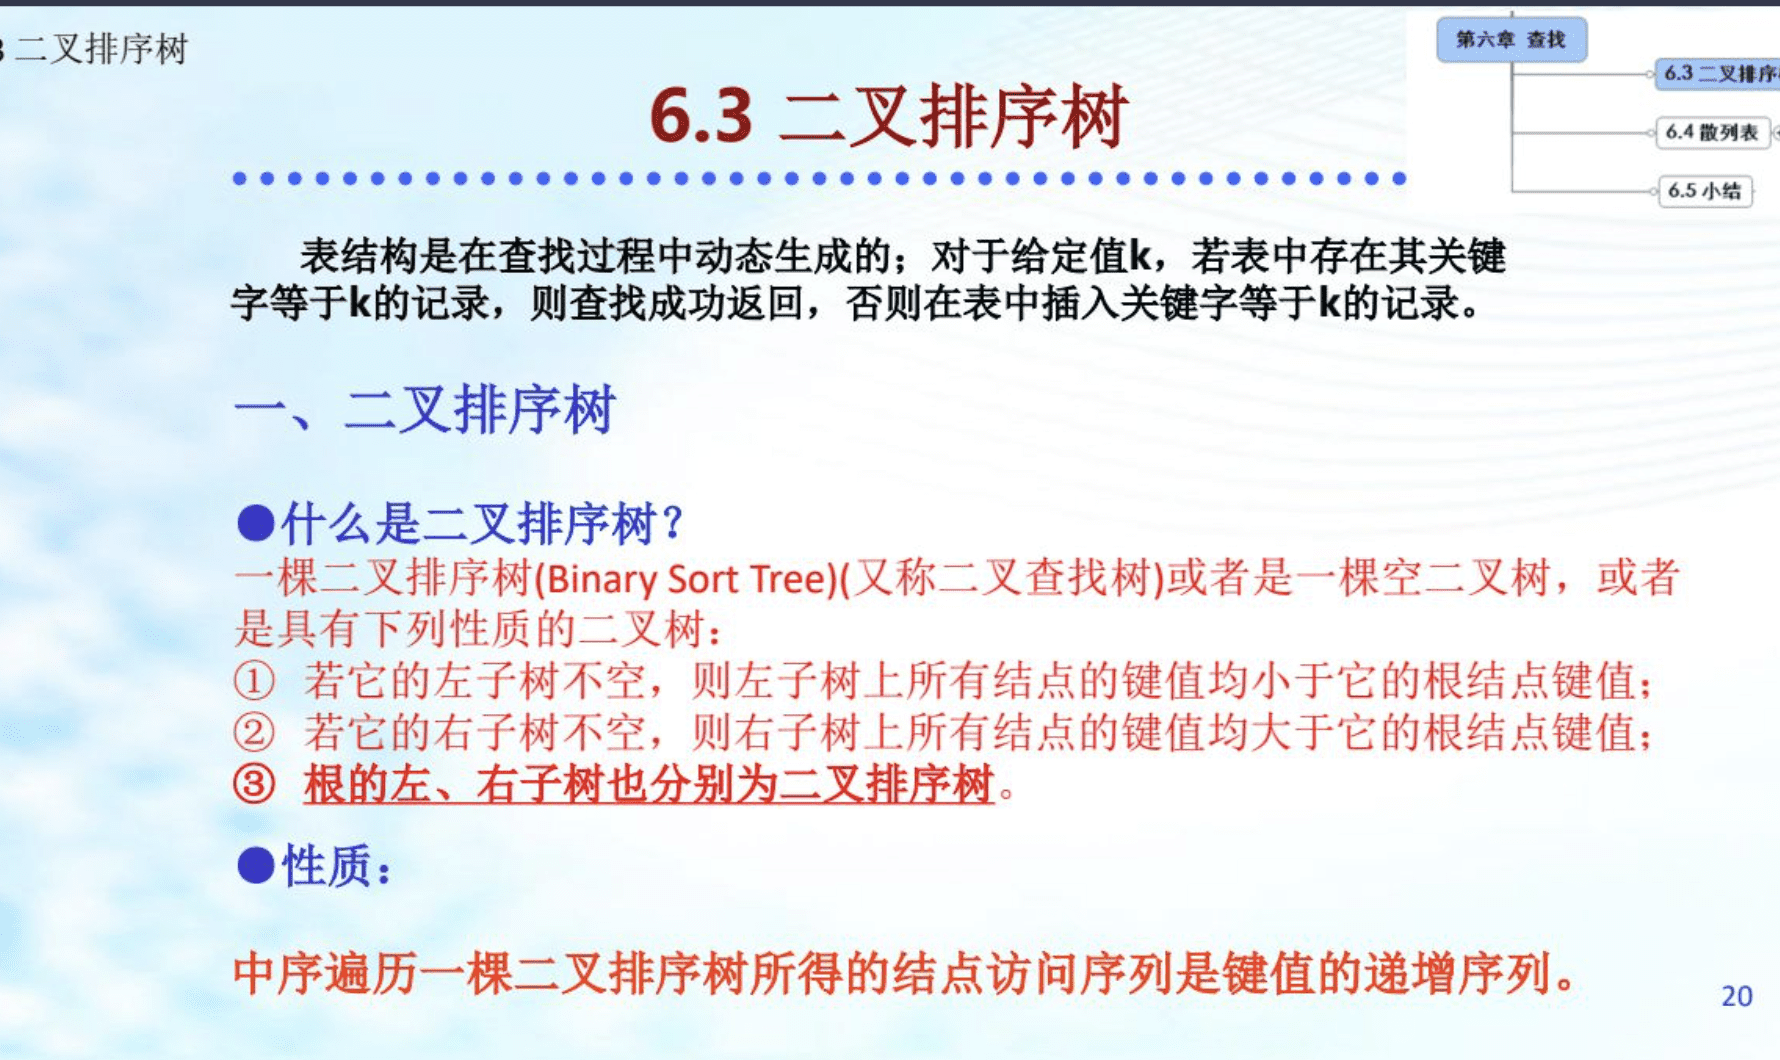 二叉排序树
第六章 查找
6.3 二叉排序
6.4 散列表
6.5 小结
6.3 二叉排序树
表结构是在查找过程中动态生成的；对于给定值k，若表中存在其关键
字等于k的记录，则查找成功返回，否则在表中插入关键字等于k的记录。
一、二叉排序树
●什么是二叉排序树？
一棵二叉排序树(Binary Sort Tree)(又称二叉查找树)或者是一棵空二叉树，或者
是具有下列性质的二叉树：
① 若它的左子树不空，则左子树上所有结点的键值均小于它的根结点键值；
② 若它的右子树不空，则右子树上所有结点的键值均大于它的根结点键值；
③ 根的左、右子树也分别为二叉排序树。
●性质：
中序遍历一棵二叉排序树所得的结点访问序列是键值的递增序列。
20